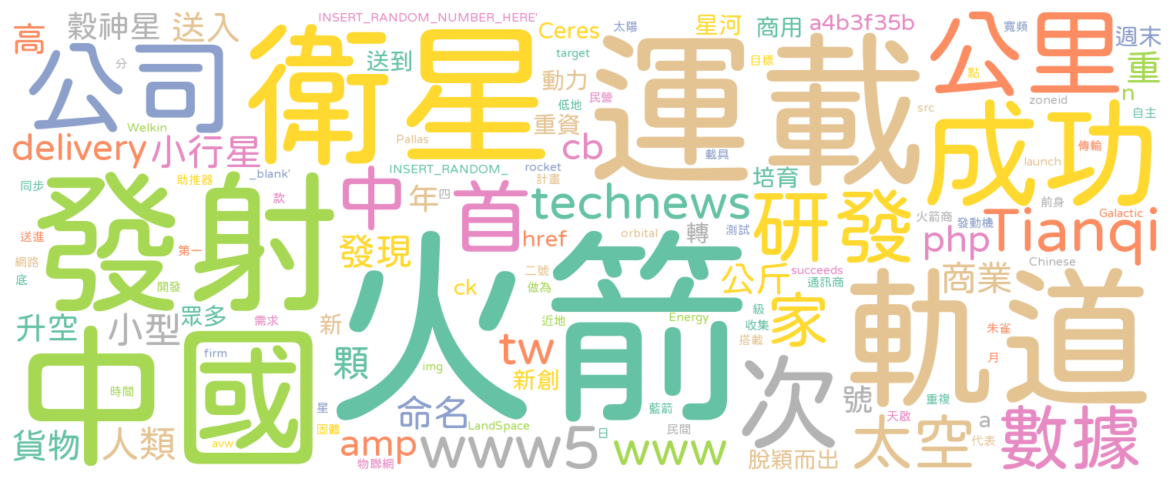 INSERT_RANDOM_NUMBER_HERE'
高
穀神星
送入
公司
分
衛星
送到
Ceres
target
太陽
動力
低地
民營
重資
運載
星河
商用
a4b3f35b
目標
公里
寬頻
週末
重
點
n
zoneid
自主
src
Welkin
delivery
小行星
Pallas
cb
載具
成功
傳輸
launch
INSERT_RANDOM_
rocket
計畫
同步
助推器
_blank'
款
中
年
四
首
technews
培育
研發
前身
火箭商
發動機
Galactic
Tianqi
Chinese
php
發射
送進
第一
網路
底
開發
發現
href
orbital
轉
測試
ck
二號
做為
公斤
succeeds
通訊商
商業
家
級
收集
搭載
軌道
升空
小型
眾多
需求
新
近地
Energy
朱雀
月
中國
firm
時間
火箭
img
顆
tw
新創
藍箭
次
號
重複
天啟
a
代表
數據
太空
貨物
人類
avw
星
固體
命名
LandSpace
日
民間
amp
物聯網
www5
www
脫穎而出